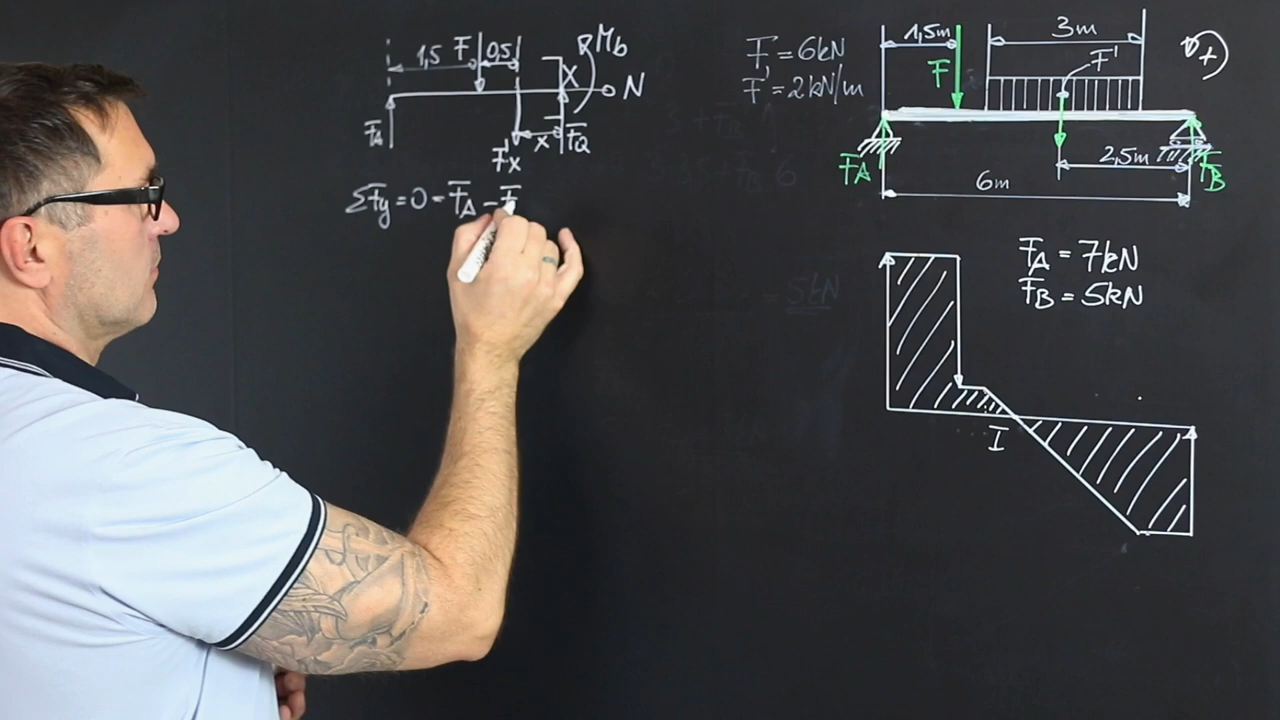 1,5 F 0,5
Mb
x
N
FA
F'x
x
FQ
ΣFy = 0 = FA - F
F = 6kN
F' = 2kN/m
1,5m
3m
F
F'
+
FA
2,5m
FB
6m
FA = 7kN
FB = 5kN
I
= 5kN